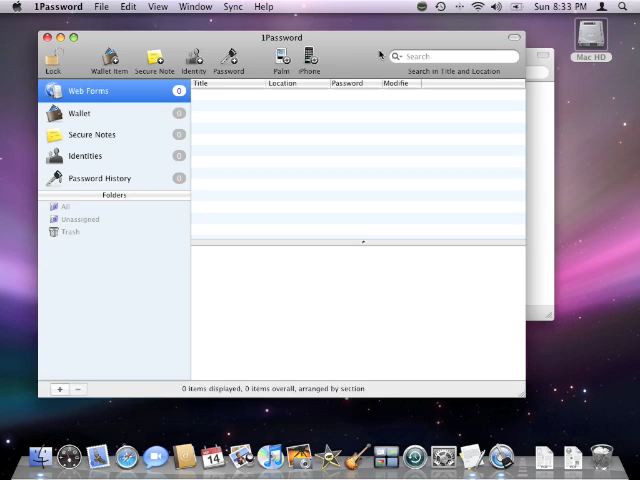 1Password File Edit View Window Sync Help Sun 8:33 PM
1Password
Mac HD
Search
Lock Wallet Item Secure Note Identity Password Palm iPhone Search in Title and Location
Title Location Password Modifie
Web Forms 0
Wallet 0
Secure Notes 0
Identities 0
Password History 0
Folders
All
Unassigned
Trash
+ − 0 items displayed, 0 items overall, arranged by section
14